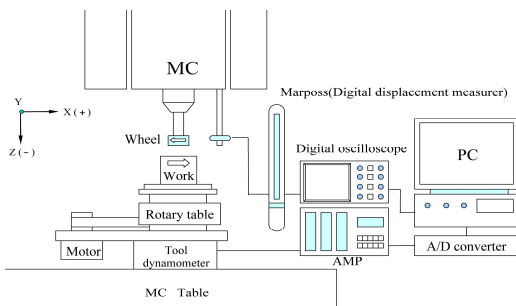 MC
Marposs(Digital displacement measurer)
Y
X (+)
Z (−)
Wheel
Digital oscilloscope
PC
Work
Rotary table
Motor
Tool
dynamometer
AMP
A/D converter
MC Table